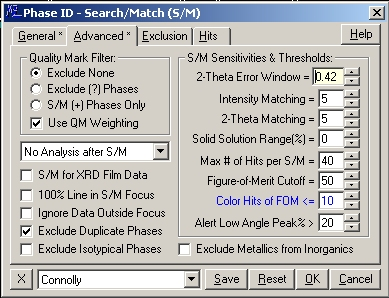 Phase ID - Search/Match (S/M)
General * Advanced * Exclusion Hits Help
Quality Mark Filter:
Exclude None
Exclude (?) Phases
S/M (+) Phases Only
Use QM Weighting
No Analysis after S/M
S/M for XRD Film Data
100% Line in S/M Focus
Ignore Data Outside Focus
Exclude Duplicate Phases
Exclude Isotypical Phases
S/M Sensitivities & Thresholds:
2-Theta Error Window = 0.42
Intensity Matching = 5
2-Theta Matching = 5
Solid Solution Range(%) = 0
Max # of Hits per S/M = 40
Figure-of-Merit Cutoff = 50
Color Hits of FOM <= 10
Alert Low Angle Peak% > 20
Exclude Metallics from Inorganics
X Connolly Save Reset OK Cancel